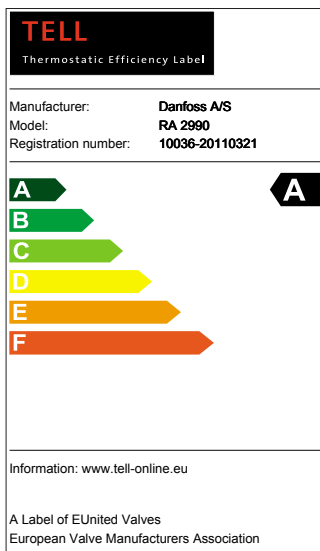 TELL
Thermostatic Efficiency Label
Manufacturer: Danfoss A/S
Model: RA 2990
Registration number: 10036-20110321
A A
B
C
D
E
F
Information: www.tell-online.eu
A Label of EUnited Valves
European Valve Manufacturers Association